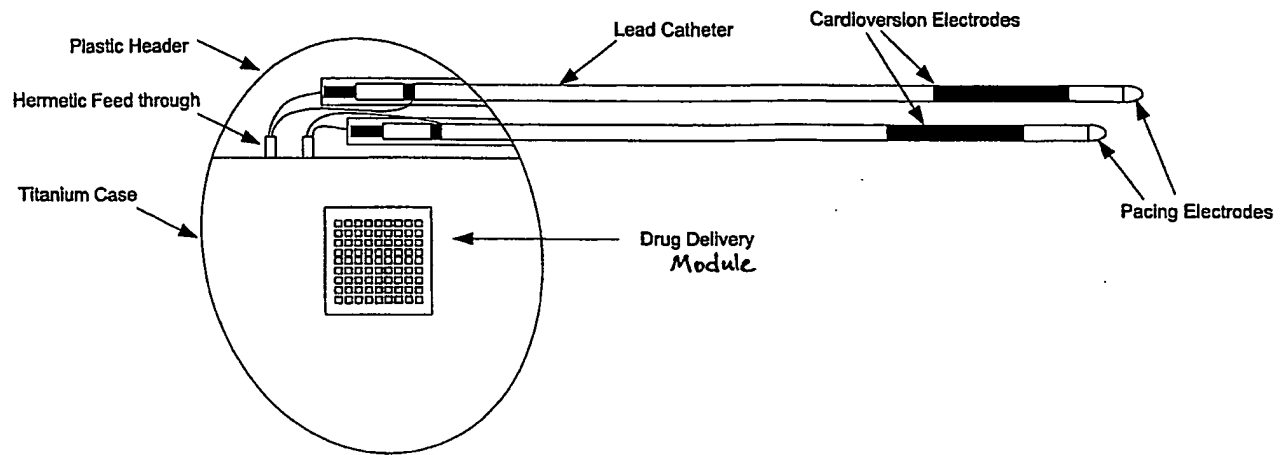 Cardioversion Electrodes
Lead Catheter
Plastic Header
Hermetic Feed through
Titanium Case
Pacing Electrodes
Drug Delivery
Module